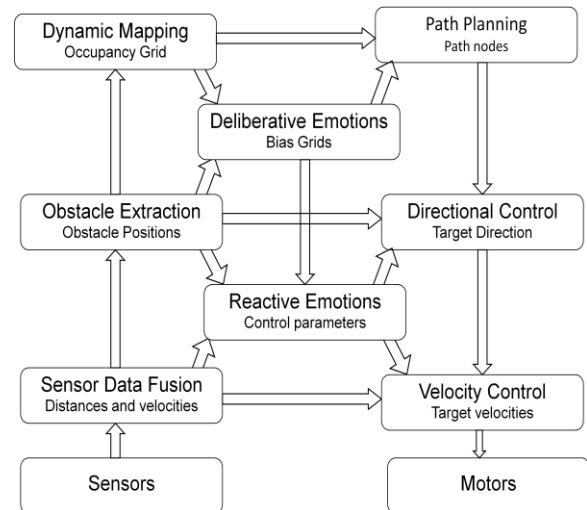 Dynamic Mapping
Occupancy Grid
Path Planning
Path nodes
Deliberative Emotions
Bias Grids
Obstacle Extraction
Obstacle Positions
Directional Control
Target Direction
Reactive Emotions
Control parameters
Sensor Data Fusion
Distances and velocities
Velocity Control
Target velocities
Sensors
Motors